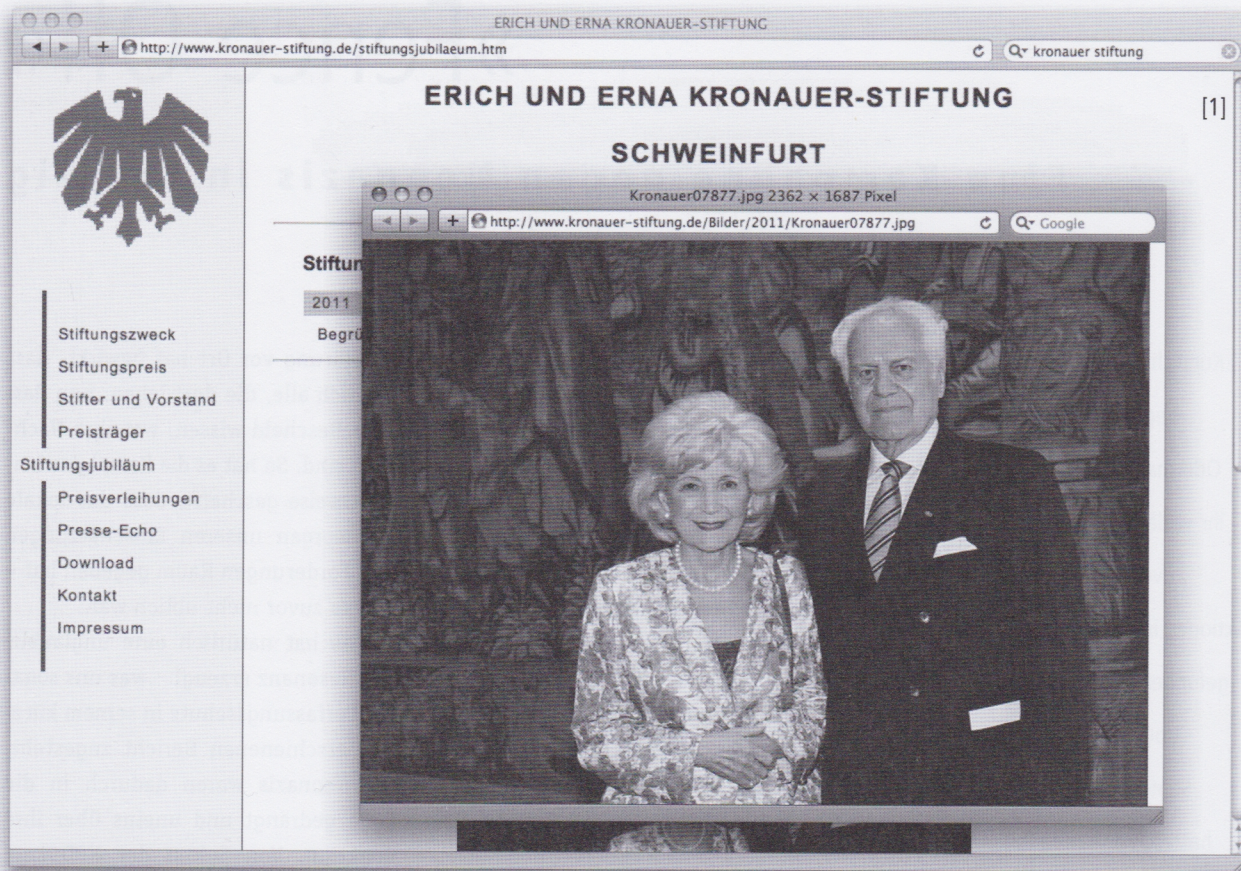 ERICH UND ERNA KRONAUER-STIFTUNG
http://www.kronauer-stiftung.de/stiftungsjubilaeum.htm
kronauer stiftung
ERICH UND ERNA KRONAUER-STIFTUNG
[1]
SCHWEINFURT
Kronauer07877.jpg 2362 × 1687 Pixel
http://www.kronauer-stiftung.de/Bilder/2011/Kronauer07877.jpg
Google
Stiftun
2011
Begrü
Stiftungszweck
Stiftungspreis
Stifter und Vorstand
Preisträger
Stiftungsjubiläum
Preisverleihungen
Presse-Echo
Download
Kontakt
Impressum